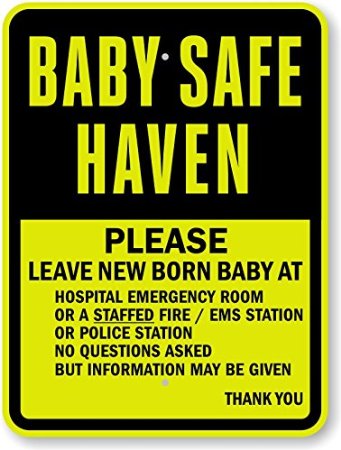 BABY SAFE
HAVEN
PLEASE
LEAVE NEW BORN BABY AT
HOSPITAL EMERGENCY ROOM
OR A STAFFED FIRE / EMS STATION
OR POLICE STATION
NO QUESTIONS ASKED
BUT INFORMATION MAY BE GIVEN
THANK YOU